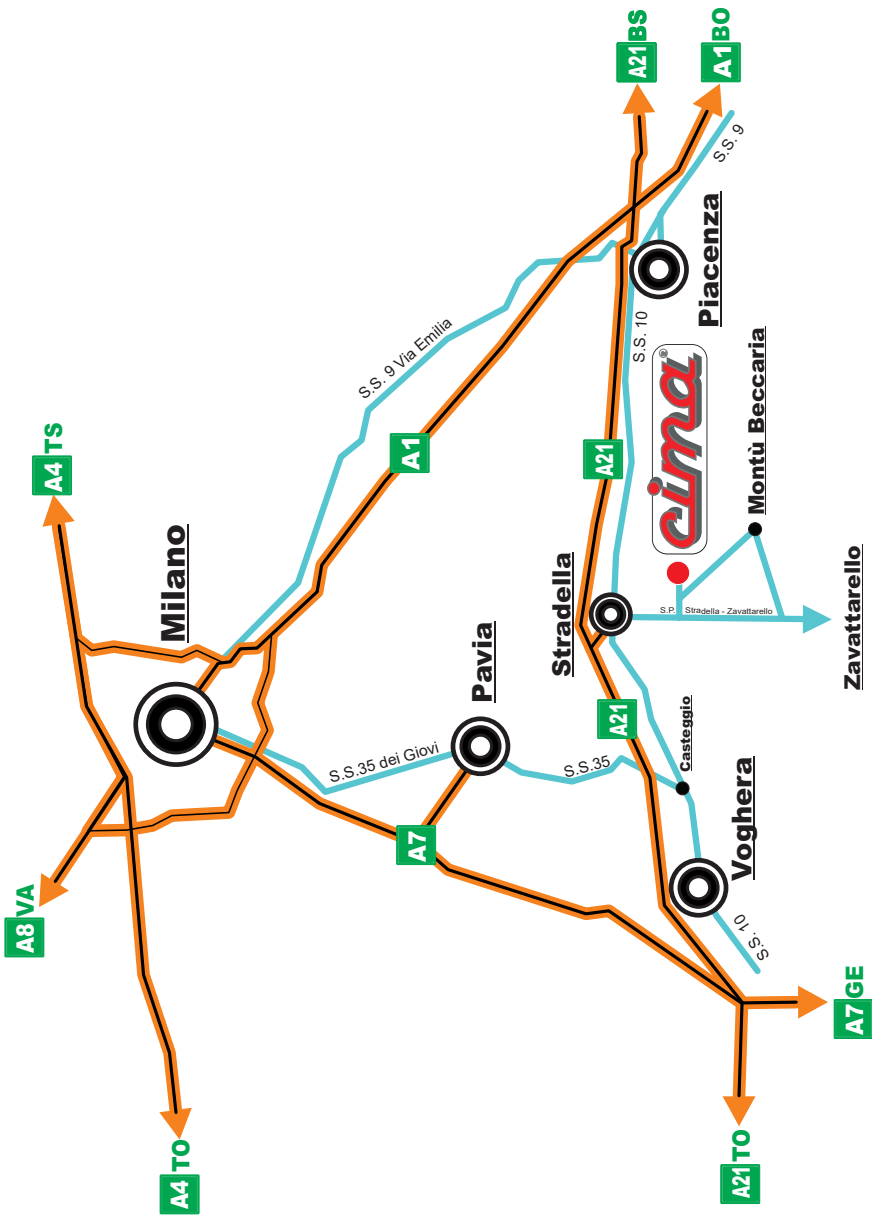 A8 VA
A4 TO
A4 TS
Milano
S.S. 9 Via Emilia
A1
S.S.35 dei Giovi
Pavia
A7
S.S.35
A21 BS
A1 BO
S.S. 9
Piacenza
S.S. 10
A21
cima®
Stradella
Montù Beccaria
S.P. Stradella - Zavattarello
Zavattarello
A21
Casteggio
Voghera
S.S. 10
A7 GE
A21 TO